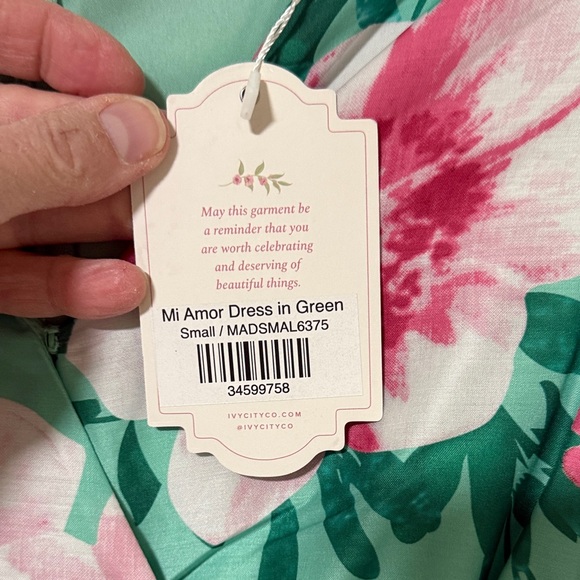 May this garment be
a reminder that you
are worth celebrating
and deserving of
beautiful things.
Mi Amor Dress in Green
Small / MADSMAL6375
34599758
IVYCITYCO.COM
@IVYCITYCO